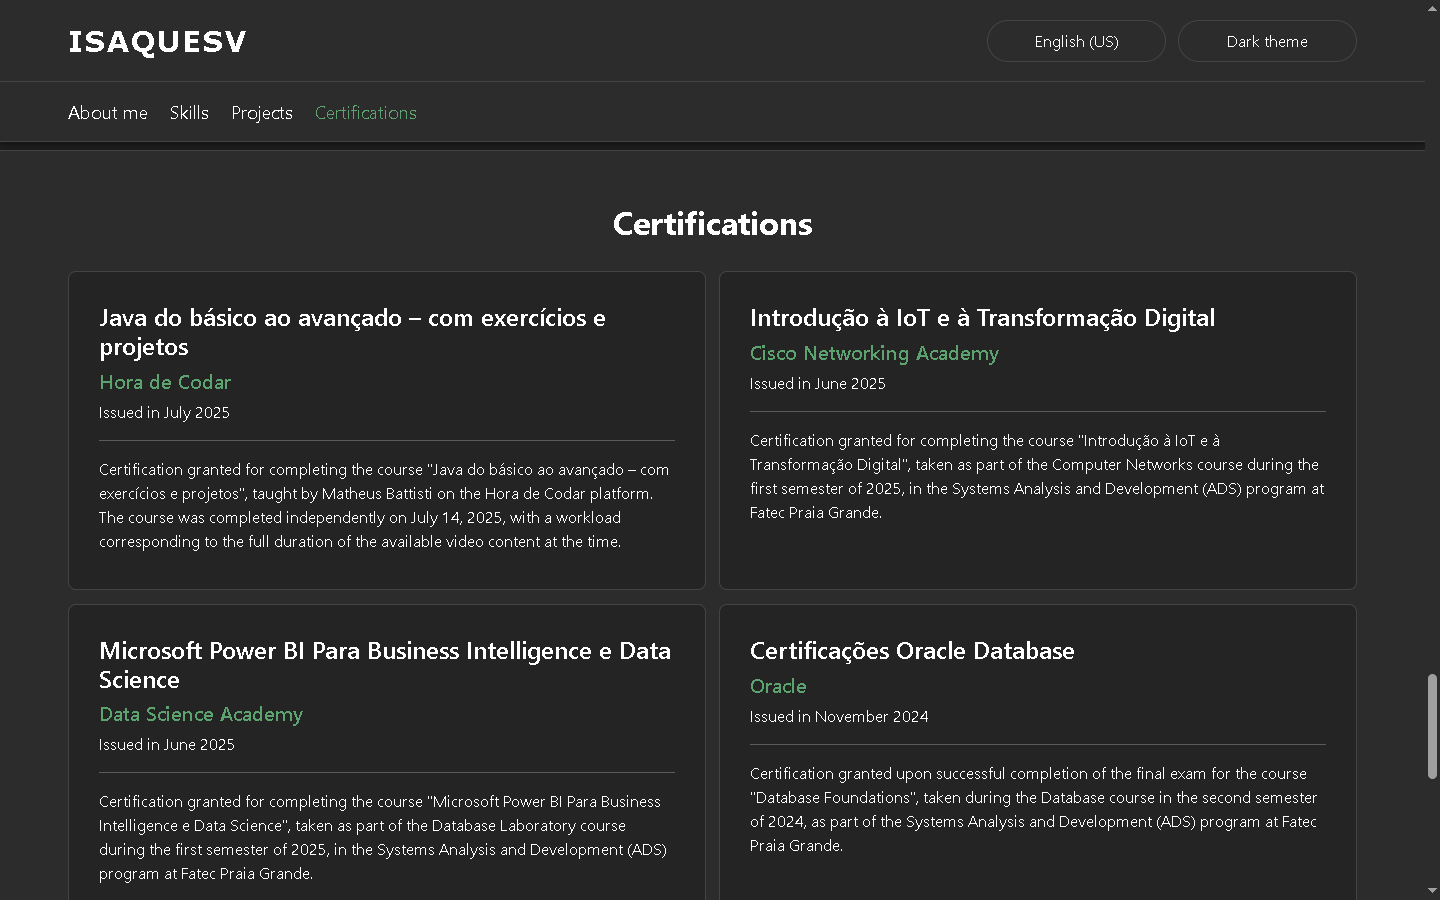 ISAQUESV
English (US)
Dark theme
About me
Skills
Projects
Certifications
Certifications
Java do básico ao avançado – com exercícios e
projetos
Hora de Codar
Issued in July 2025
Certification granted for completing the course "Java do básico ao avançado – com
exercícios e projetos", taught by Matheus Battisti on the Hora de Codar platform.
The course was completed independently on July 14, 2025, with a workload
corresponding to the full duration of the available video content at the time.
Introdução à IoT e à Transformação Digital
Cisco Networking Academy
Issued in June 2025
Certification granted for completing the course "Introdução à IoT e à
Transformação Digital", taken as part of the Computer Networks course during the
first semester of 2025, in the Systems Analysis and Development (ADS) program at
Fatec Praia Grande.
Microsoft Power BI Para Business Intelligence e Data
Science
Data Science Academy
Issued in June 2025
Certification granted for completing the course "Microsoft Power BI Para Business
Intelligence e Data Science", taken as part of the Database Laboratory course
during the first semester of 2025, in the Systems Analysis and Development (ADS)
program at Fatec Praia Grande.
Certificações Oracle Database
Oracle
Issued in November 2024
Certification granted upon successful completion of the final exam for the course
"Database Foundations", taken during the Database course in the second semester
of 2024, as part of the Systems Analysis and Development (ADS) program at Fatec
Praia Grande.